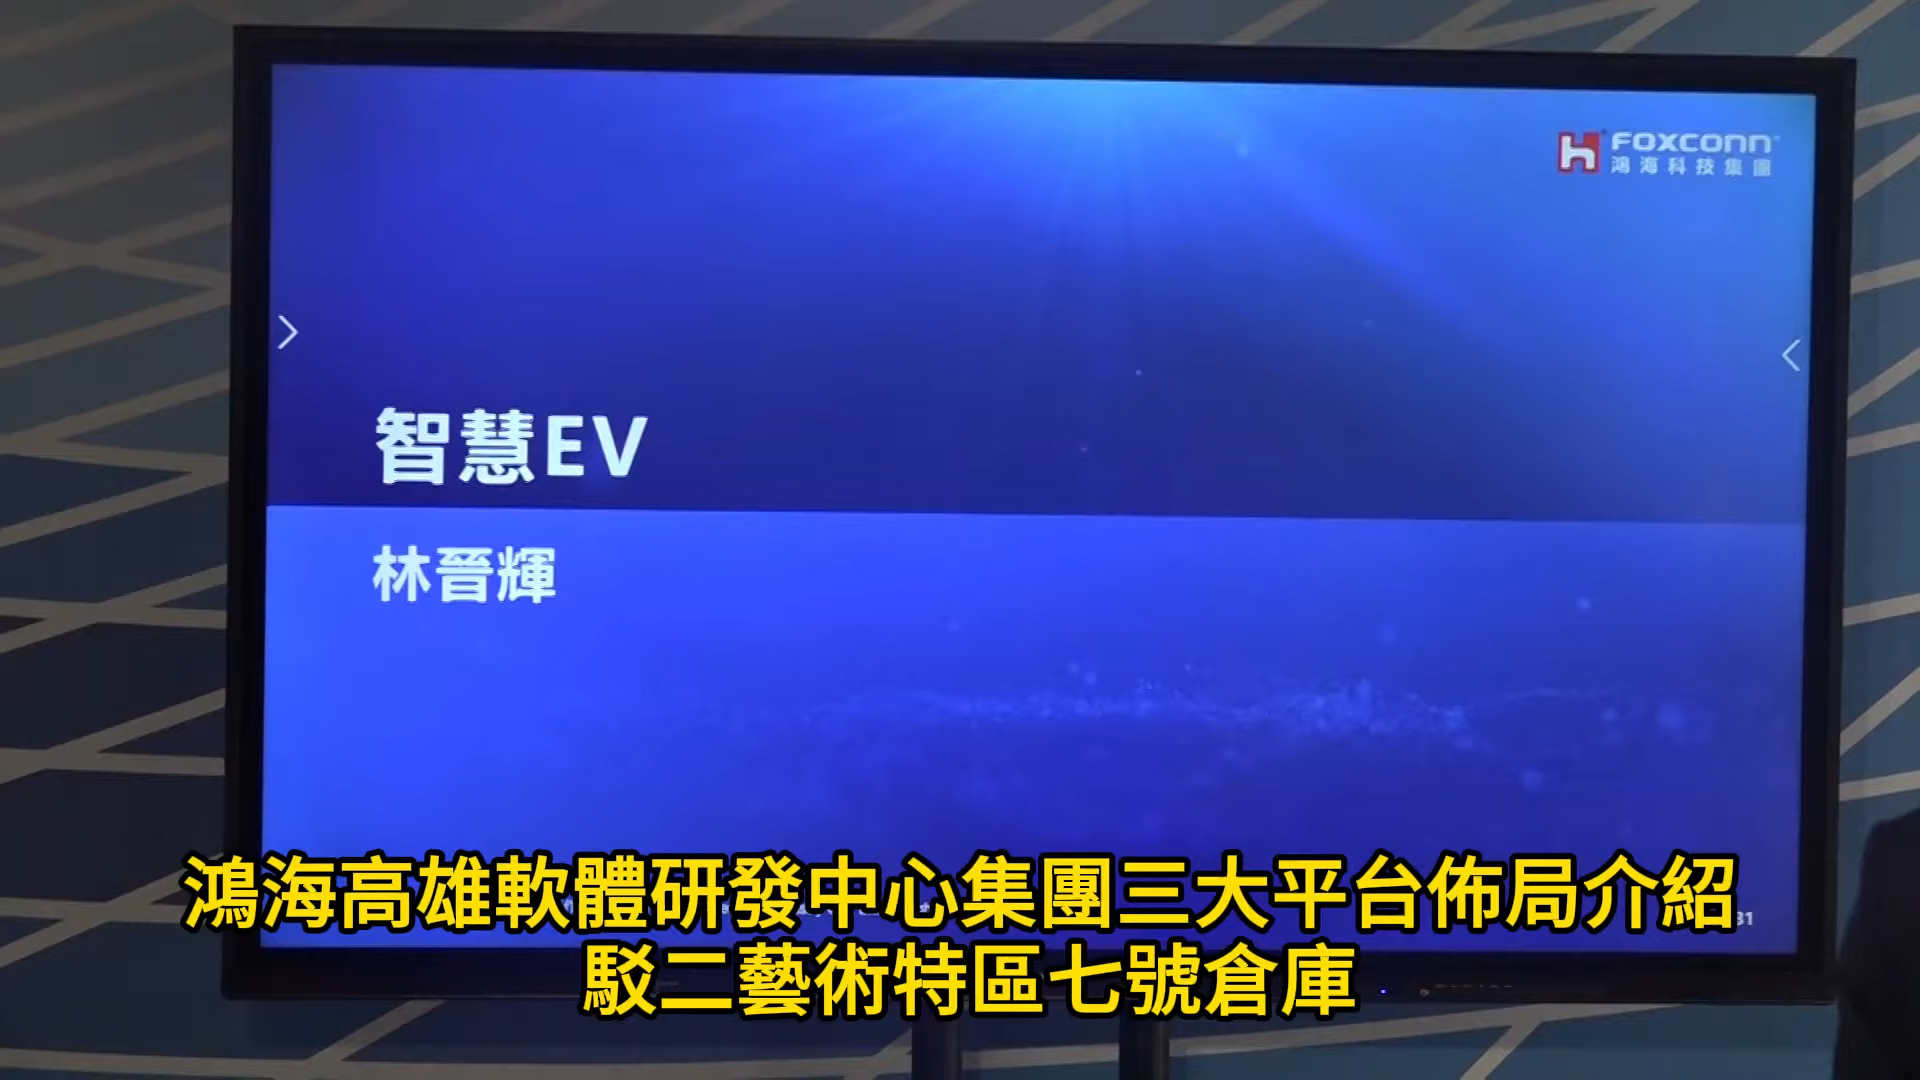 FOXCONN
鴻海科技集團
智慧EV
林晉輝
鴻海高雄軟體研發中心集團三大平台佈局介紹
31
駁二藝術特區七號倉庫